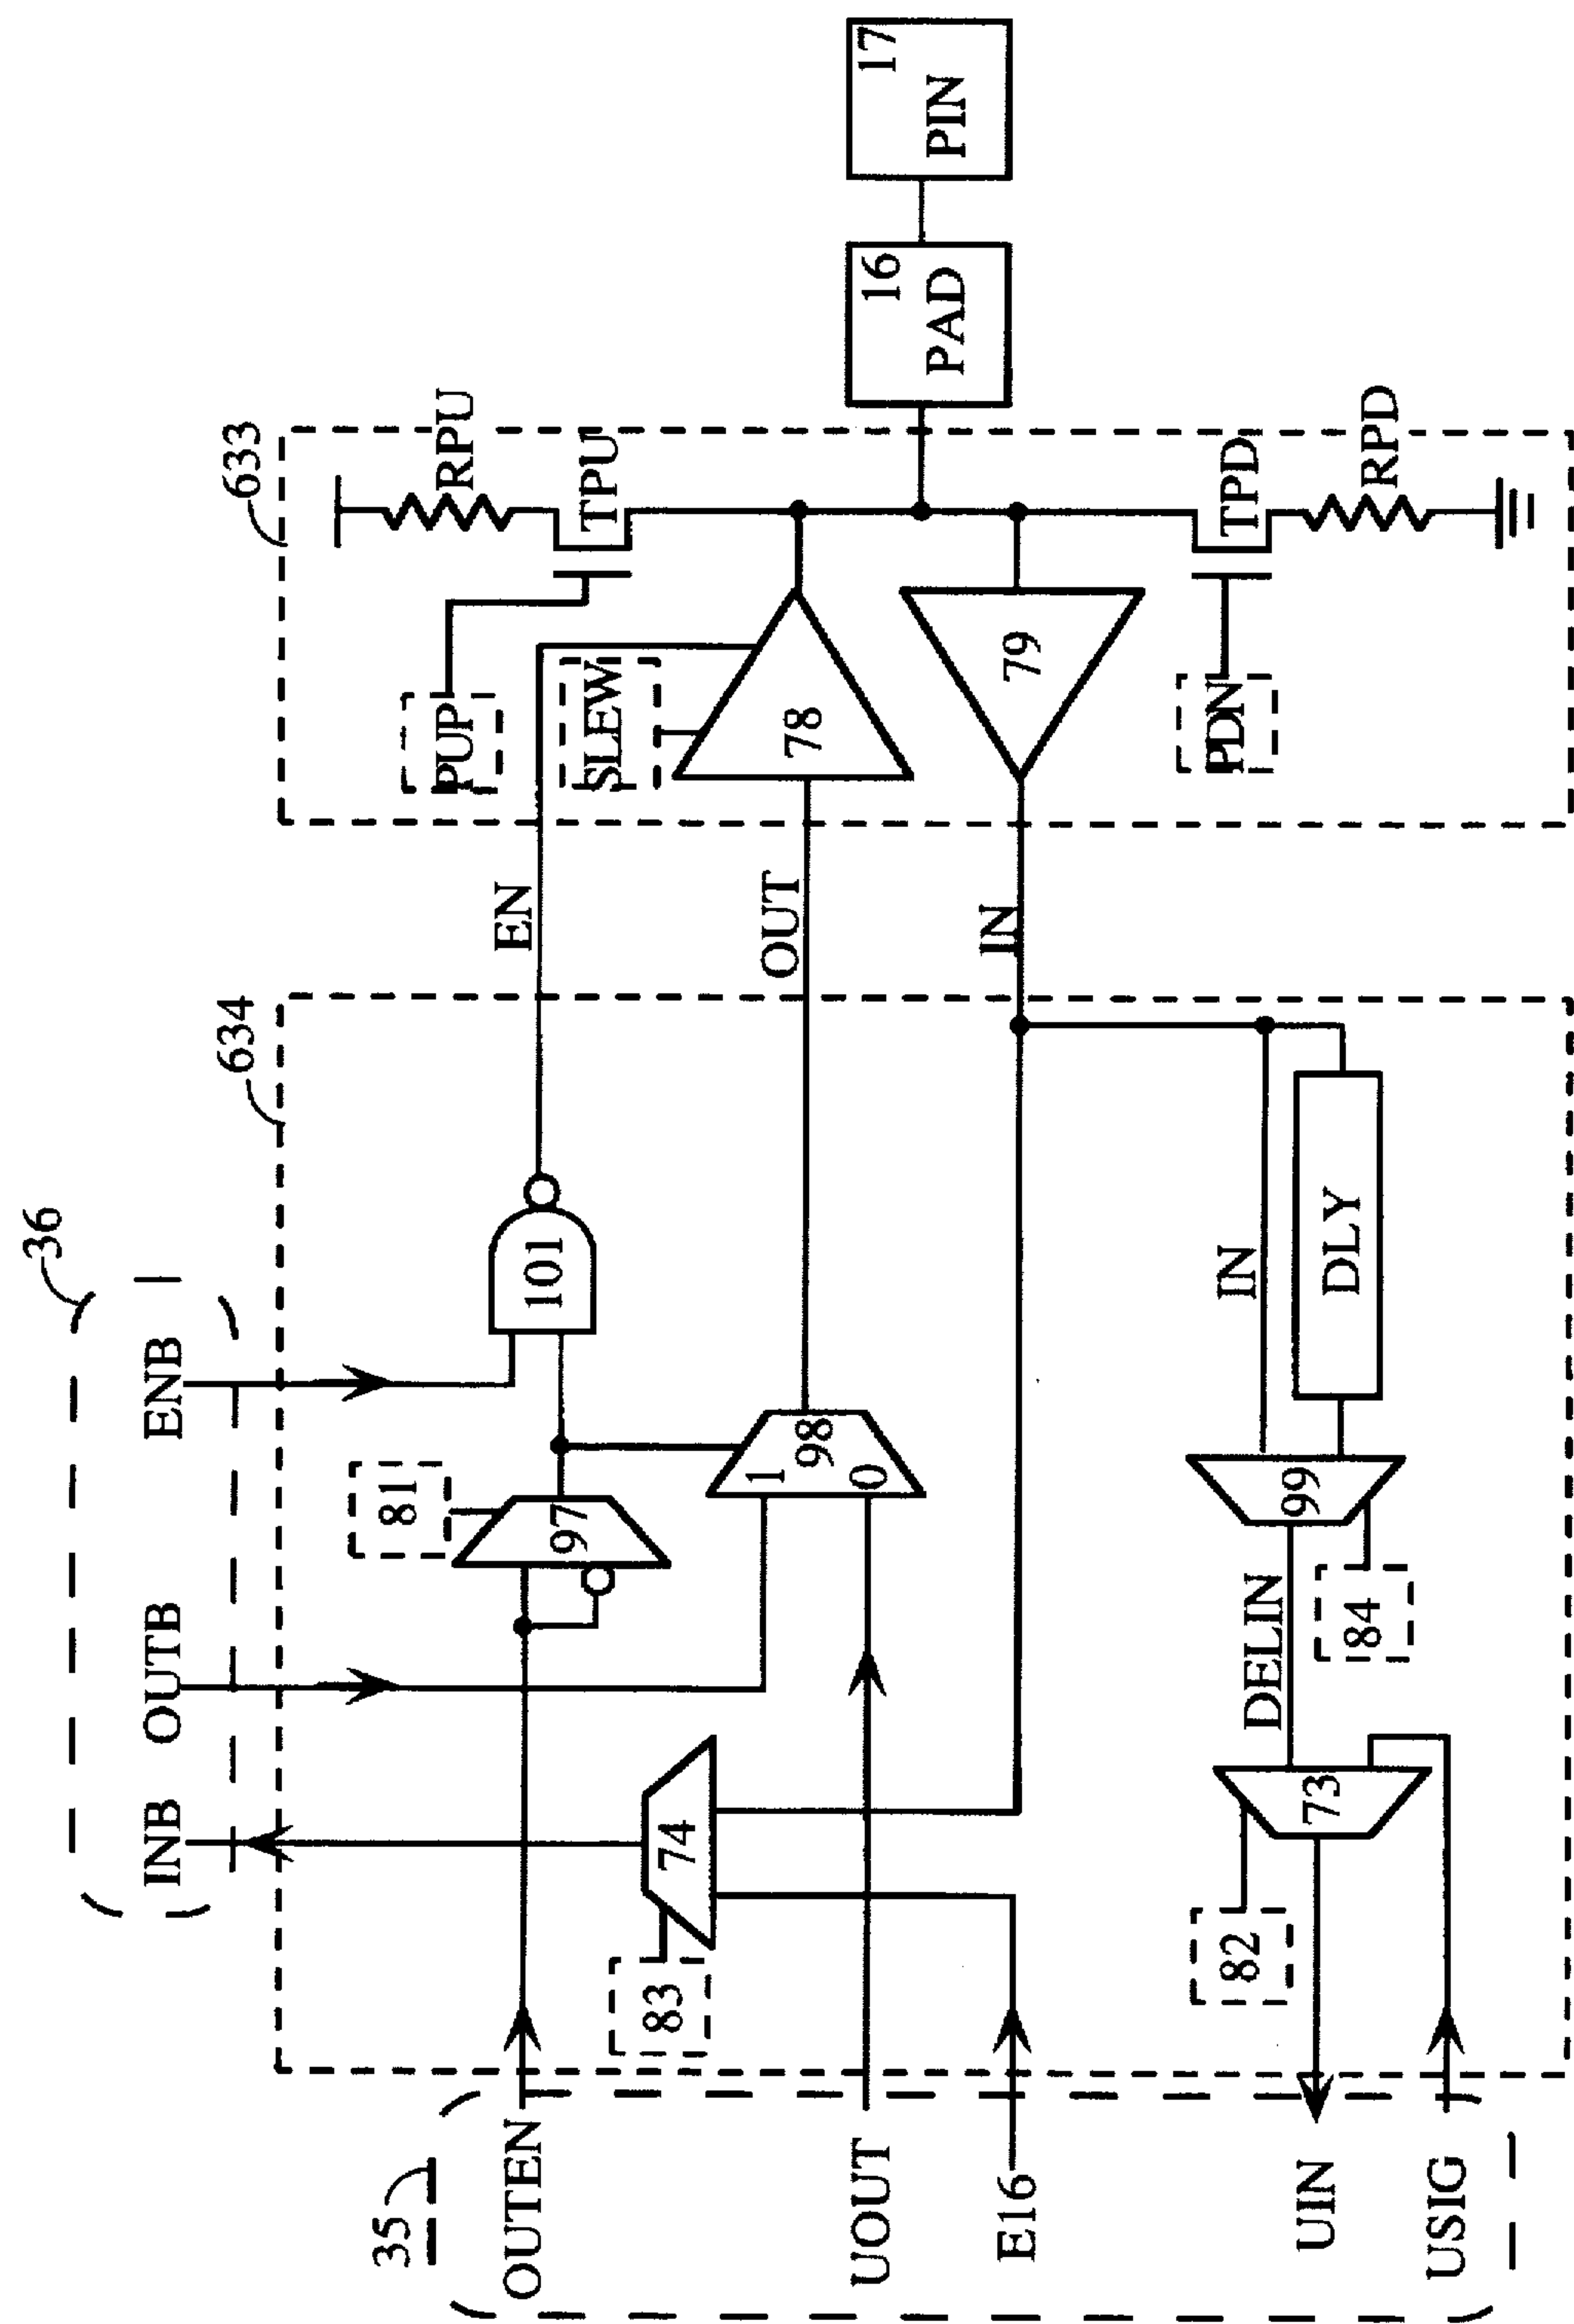 36
INB
OUTB
ENB
634
633
35
OUTEN
81
97
101
EN
PUP
RPU
TPU
SLEW
83
74
1
98
0
OUT
78
UOUT
16
PAD
17
PIN
E16
IN
79
IN
DLY
82
73
DELIN
84
99
PDN
TPD
RPD
UIN
USIG